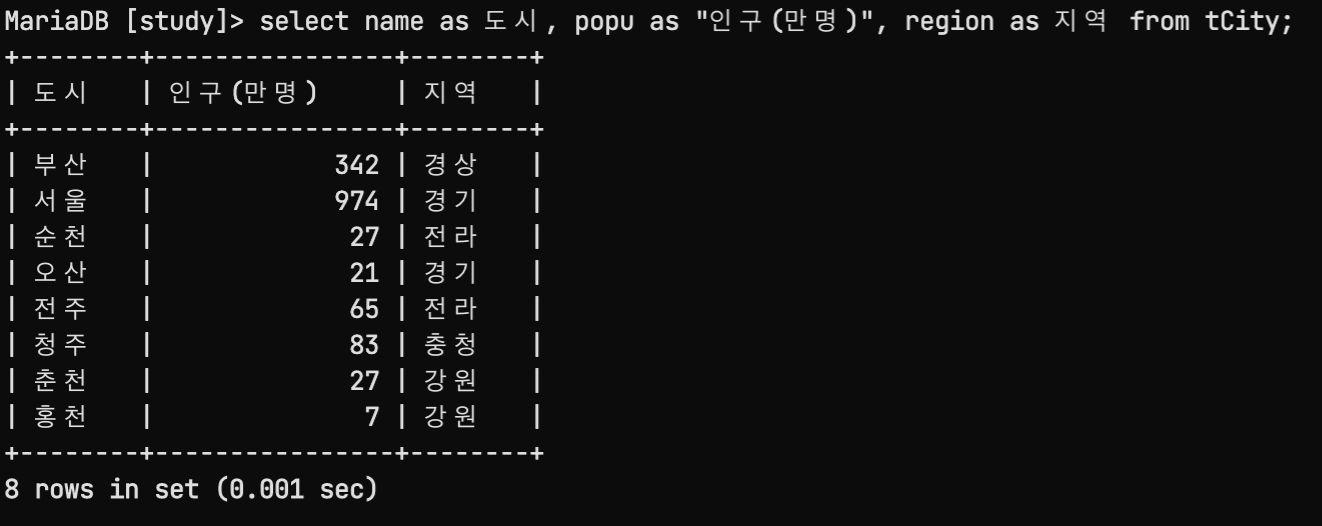 MariaDB [study]> select name as 도시, popu as "인구(만명)", region as 지역 from tCity;
+--------+----------------+--------+
| 도시   | 인구(만명)     | 지역   |
+--------+----------------+--------+
| 부산   |            342 | 경상   |
| 서울   |            974 | 경기   |
| 순천   |             27 | 전라   |
| 오산   |             21 | 경기   |
| 전주   |             65 | 전라   |
| 청주   |             83 | 충청   |
| 춘천   |             27 | 강원   |
| 홍천   |              7 | 강원   |
+--------+----------------+--------+
8 rows in set (0.001 sec)